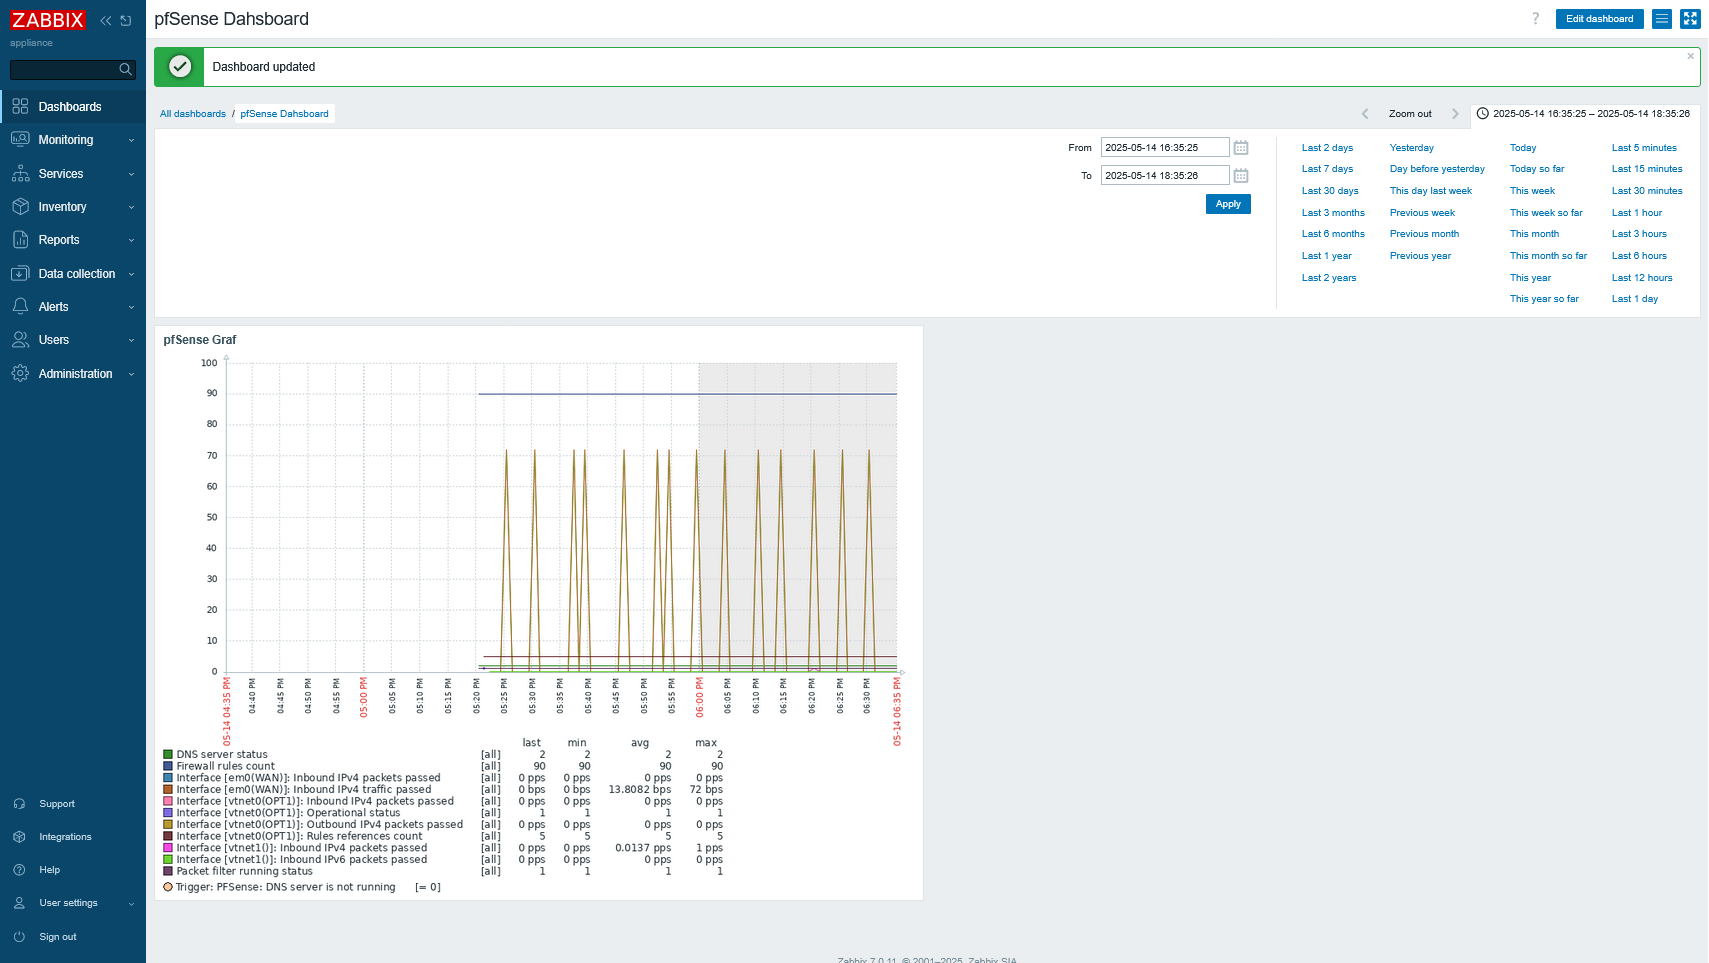 ZABBIX
appliance
Dashboards
Monitoring
Services
Inventory
Reports
Data collection
Alerts
Users
Administration
Support
Integrations
Help
User settings
Sign out
pfSense Dahsboard
? Edit dashboard
Dashboard updated
All dashboards / pfSense Dahsboard
Zoom out 2025-05-14 16:35:25 – 2025-05-14 18:35:26
From 2025-05-14 16:35:25
To 2025-05-14 18:35:26
Apply
Last 2 days Yesterday Today Last 5 minutes
Last 7 days Day before yesterday Today so far Last 15 minutes
Last 30 days This day last week This week Last 30 minutes
Last 3 months Previous week This week so far Last 1 hour
Last 6 months Previous month This month Last 3 hours
Last 1 year Previous year This month so far Last 6 hours
Last 2 years This year Last 12 hours
This year so far Last 1 day
pfSense Graf
100
90
80
70
60
50
40
30
20
10
0
05-14 04:35 PM
04:40 PM
04:45 PM
04:50 PM
04:55 PM
05:00 PM
05:05 PM
05:10 PM
05:15 PM
05:20 PM
05:25 PM
05:30 PM
05:35 PM
05:40 PM
05:45 PM
05:50 PM
05:55 PM
06:00 PM
06:05 PM
06:10 PM
06:15 PM
06:20 PM
06:25 PM
06:30 PM
05-14 06:35 PM
last min avg max
DNS server status [all] 2 2 2 2
Firewall rules count [all] 90 90 90 90
Interface [em0(WAN)]: Inbound IPv4 packets passed [all] 0 pps 0 pps 0 pps 0 pps
Interface [em0(WAN)]: Inbound IPv4 traffic passed [all] 0 bps 0 bps 13.8082 bps 72 bps
Interface [vtnet0(OPT1)]: Inbound IPv4 packets passed [all] 0 pps 0 pps 0 pps 0 pps
Interface [vtnet0(OPT1)]: Operational status [all] 1 1 1 1
Interface [vtnet0(OPT1)]: Outbound IPv4 packets passed [all] 0 pps 0 pps 0 pps 0 pps
Interface [vtnet0(OPT1)]: Rules references count [all] 5 5 5 5
Interface [vtnet1()]: Inbound IPv4 packets passed [all] 0 pps 0 pps 0.0137 pps 1 pps
Interface [vtnet1()]: Inbound IPv6 packets passed [all] 0 pps 0 pps 0 pps 0 pps
Packet filter running status [all] 1 1 1 1
Trigger: PFSense: DNS server is not running [= 0]
Zabbix 7.0.11. © 2001–2025, Zabbix SIA